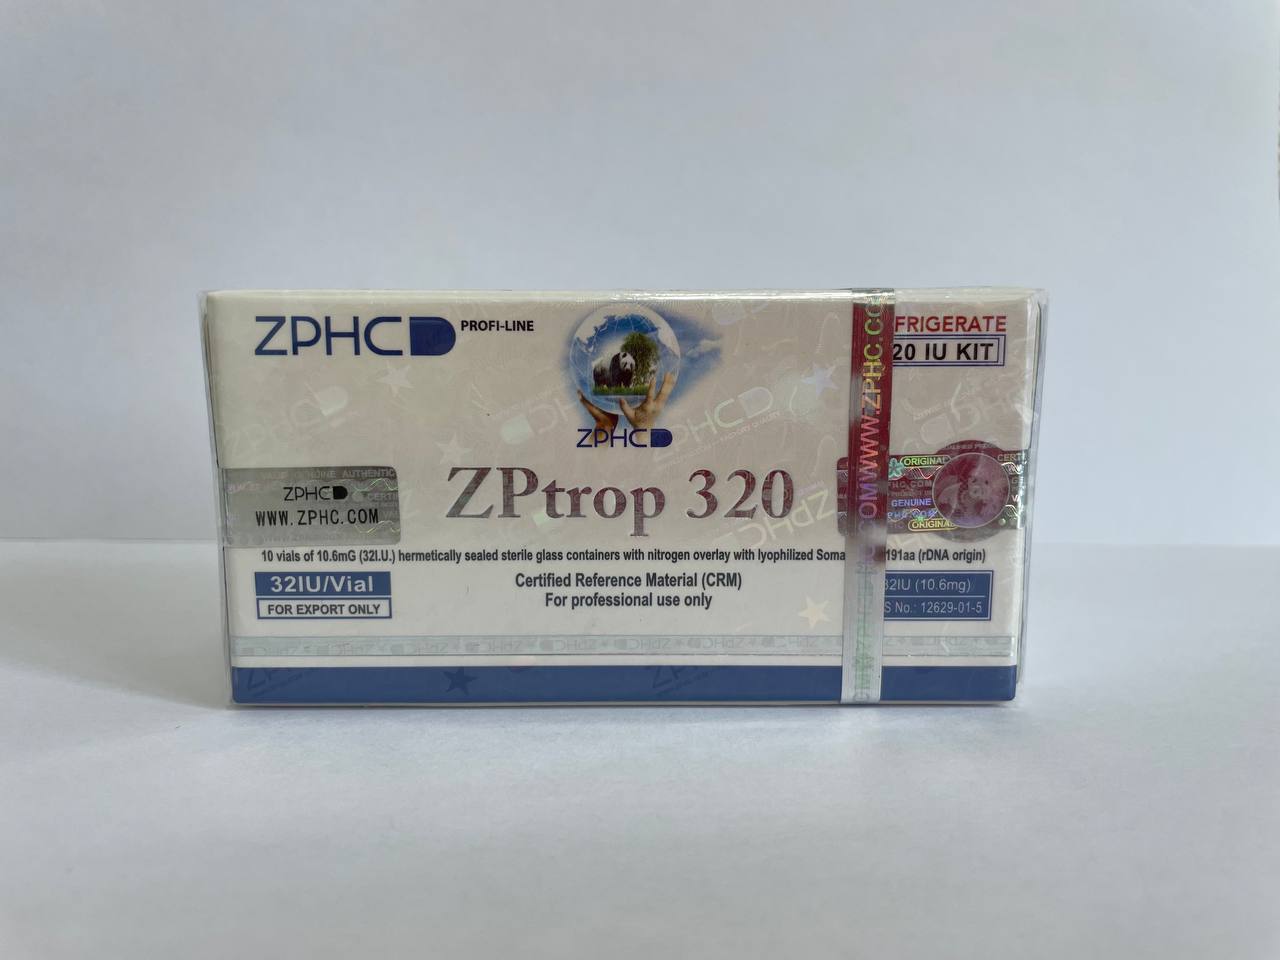 ZPHC PROFI-LINE
FRIGERATE
20 IU KIT
ZPHC
WWW.ZPHC.COM
ORIGINAL
GENUINE
ORIGINAL
GENUINE AUTHENTIC
ZPHC
WWW.ZPHC.COM
ZPtrop 320
10 vials of 10.6mG (32I.U.) hermetically sealed sterile glass containers with nitrogen overlay with lyophilized Soma 191aa (rDNA origin)
32IU/Vial
FOR EXPORT ONLY
Certified Reference Material (CRM)
For professional use only
32IU (10.6mg)
S No.: 12629-01-5